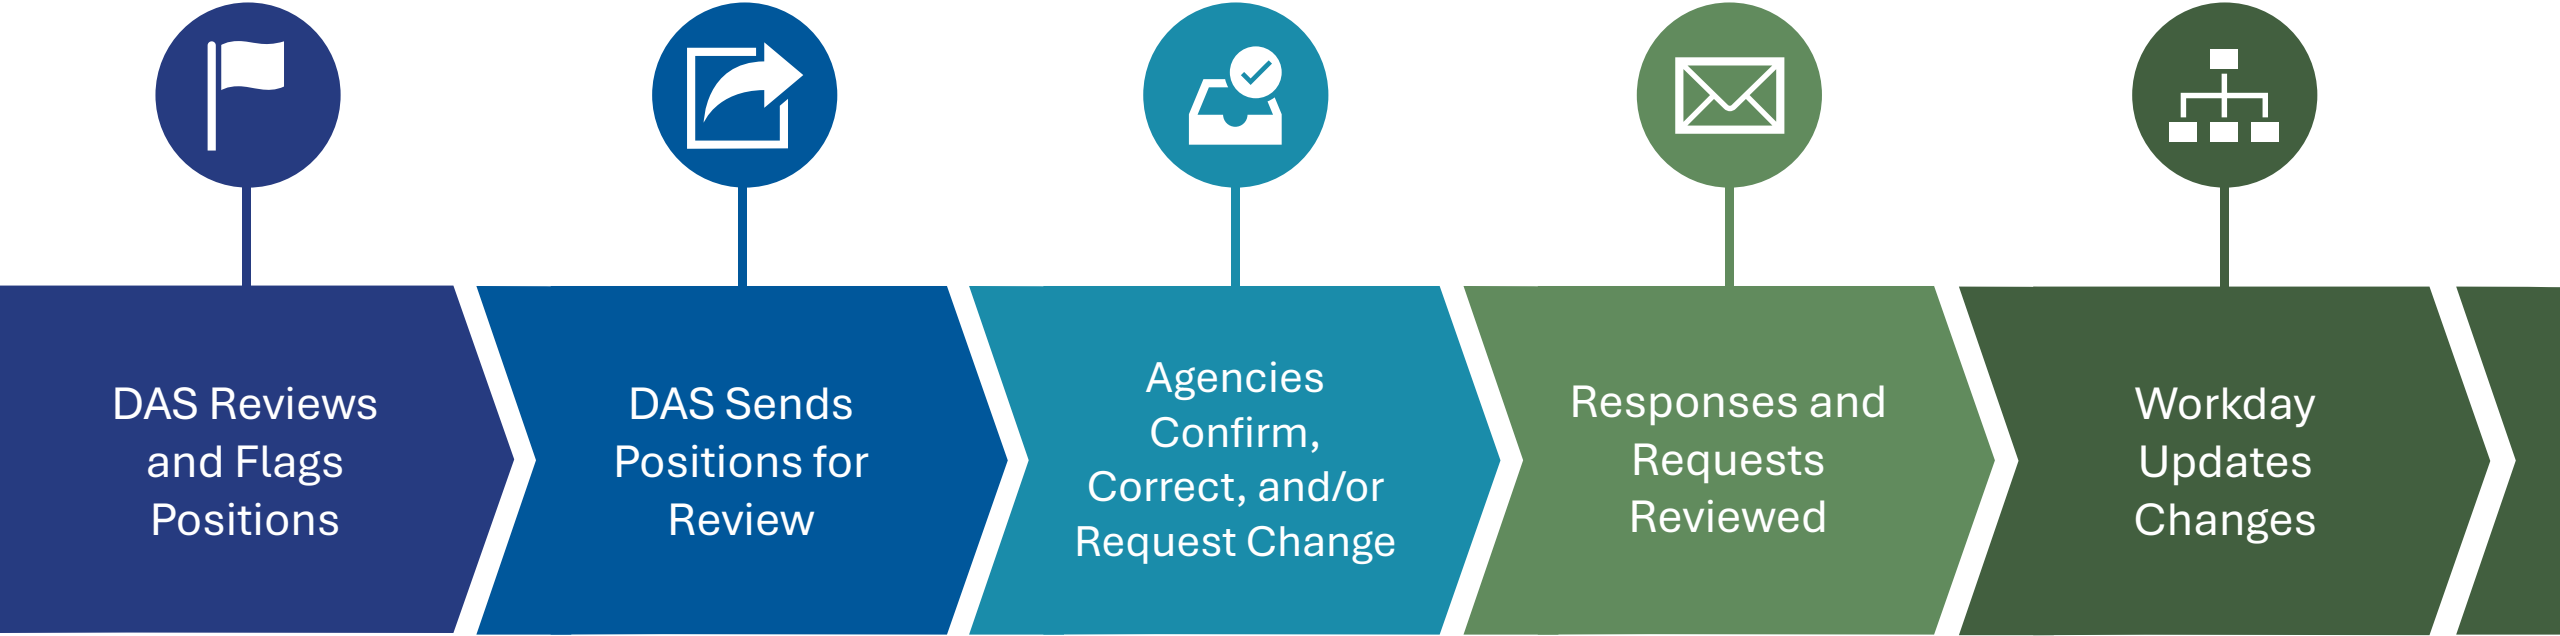 DAS Reviews
and Flags
Positions
DAS Sends
Positions for
Review
Agencies
Confirm,
Correct, and/or
Request Change
Responses and
Requests
Reviewed
Workday
Updates
Changes